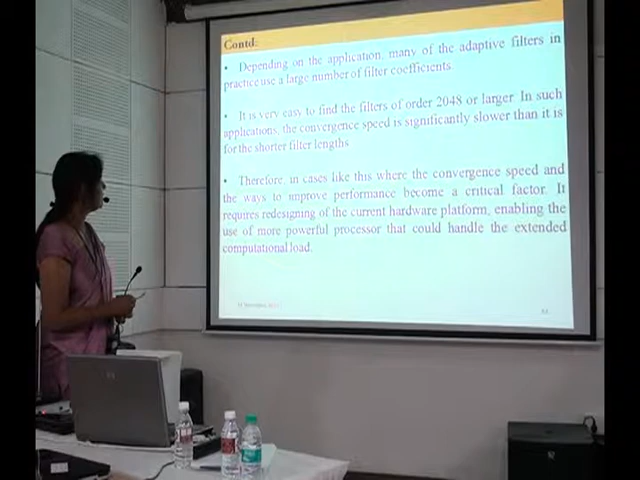 Contd:
• Depending on the application, many of the adaptive filters in
practice use a large number of filter coefficients.
• It is very easy to find the filters of order 2048 or larger. In such
applications, the convergence speed is significantly slower than it is
for the shorter filter lengths
• Therefore, in cases like this where the convergence speed and
the ways to improve performance become a critical factor. It
requires redesigning of the current hardware platform, enabling the
use of more powerful processor that could handle the extended
computational load.